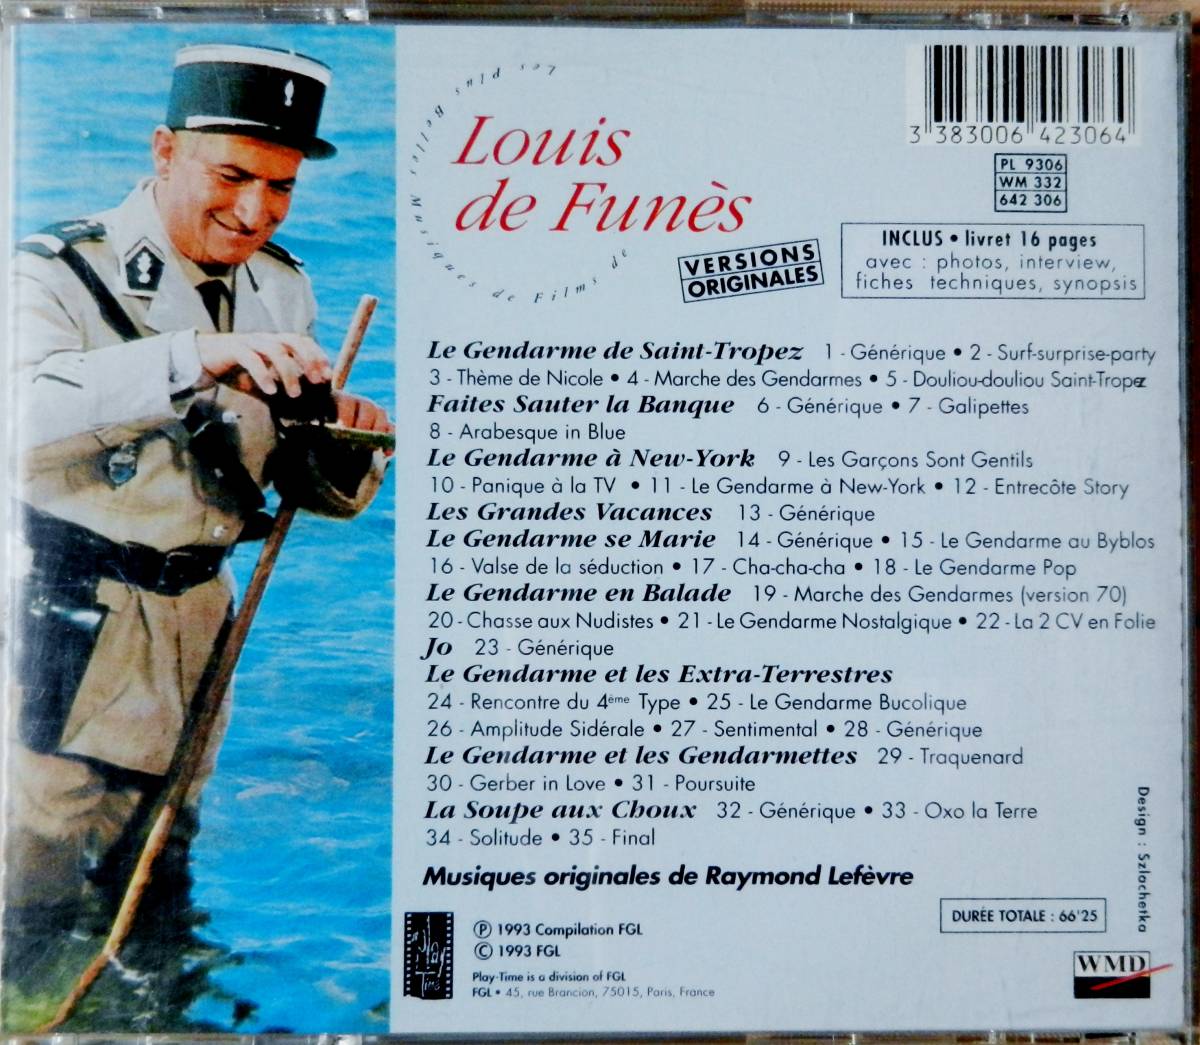 Les plus Belles Musiques de Films de
Louis
de Funès
VERSIONS
ORIGINALES
3 383006 423064
PL 9306
WM 332
642 306
INCLUS • livret 16 pages
avec : photos, interview,
fiches techniques, synopsis
Le Gendarme de Saint-Tropez 1 - Générique • 2 - Surf-surprise-party
3 - Thème de Nicole • 4 - Marche des Gendarmes • 5 - Douliou-douliou Saint-Tropez
Faites Sauter la Banque 6 - Générique • 7 - Galipettes
8 - Arabesque in Blue
Le Gendarme à New-York 9 - Les Garçons Sont Gentils
10 - Panique à la TV • 11 - Le Gendarme à New-York • 12 - Entrecôte Story
Les Grandes Vacances 13 - Générique
Le Gendarme se Marie 14 - Générique • 15 - Le Gendarme au Byblos
16 - Valse de la séduction • 17 - Cha-cha-cha • 18 - Le Gendarme Pop
Le Gendarme en Balade 19 - Marche des Gendarmes (version 70)
20 - Chasse aux Nudistes • 21 - Le Gendarme Nostalgique • 22 - La 2 CV en Folie
Jo 23 - Générique
Le Gendarme et les Extra-Terrestres
24 - Rencontre du 4ème Type • 25 - Le Gendarme Bucolique
26 - Amplitude Sidérale • 27 - Sentimental • 28 - Générique
Le Gendarme et les Gendarmettes 29 - Traquenard
30 - Gerber in Love • 31 - Poursuite
La Soupe aux Choux 32 - Générique • 33 - Oxo la Terre
34 - Solitude • 35 - Final
Musiques originales de Raymond Lefèvre
DURÉE TOTALE : 66'25
Design : Szlachetka
Play
Time
℗ 1993 Compilation FGL
© 1993 FGL
Play-Time is a division of FGL
FGL • 45, rue Brancion, 75015, Paris, France
WMD